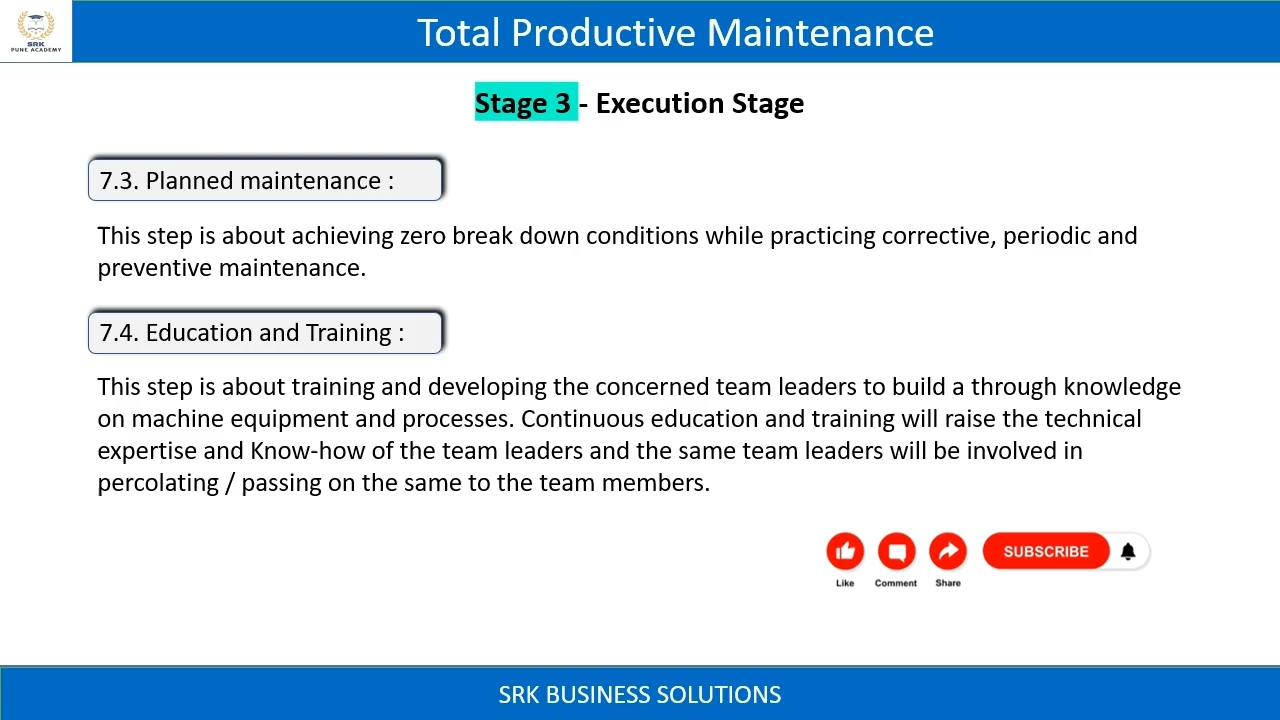 SRK
PUNE ACADEMY
Total Productive Maintenance
Stage 3 - Execution Stage
7.3. Planned maintenance :
This step is about achieving zero break down conditions while practicing corrective, periodic and
preventive maintenance.
7.4. Education and Training :
This step is about training and developing the concerned team leaders to build a through knowledge
on machine equipment and processes. Continuous education and training will raise the technical
expertise and Know-how of the team leaders and the same team leaders will be involved in
percolating / passing on the same to the team members.
SUBSCRIBE
Like Comment Share
SRK BUSINESS SOLUTIONS